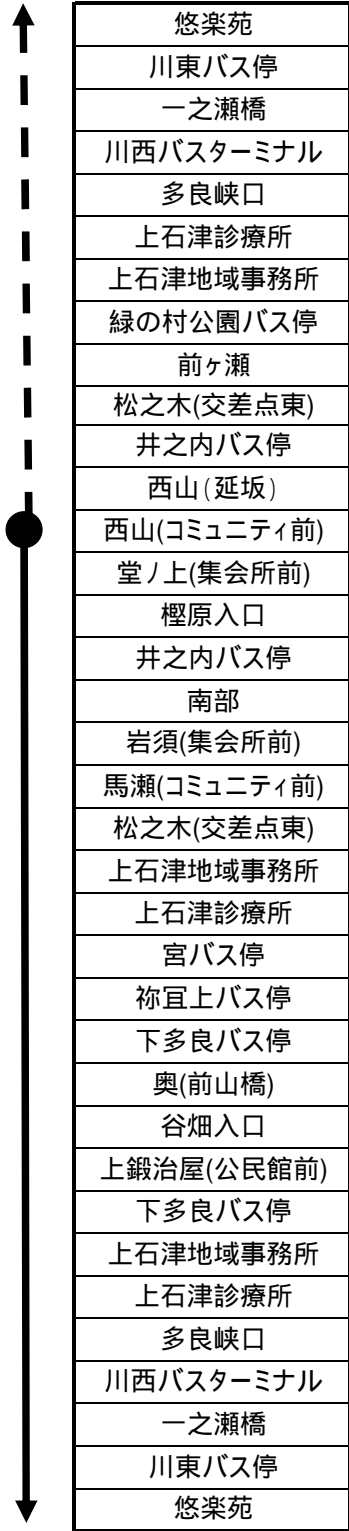 悠楽苑
川東バス停
一之瀬橋
川西バスターミナル
多良峡口
上石津診療所
上石津地域事務所
緑の村公園バス停
前ヶ瀬
松之木(交差点東)
井之内バス停
西山(延坂)
西山(コミュニティ前)
堂ノ上(集会所前)
樫原入口
井之内バス停
南部
岩須(集会所前)
馬瀬(コミュニティ前)
松之木(交差点東)
上石津地域事務所
上石津診療所
宮バス停
祢宜上バス停
下多良バス停
奥(前山橋)
谷畑入口
上鍛治屋(公民館前)
下多良バス停
上石津地域事務所
上石津診療所
多良峡口
川西バスターミナル
一之瀬橋
川東バス停
悠楽苑